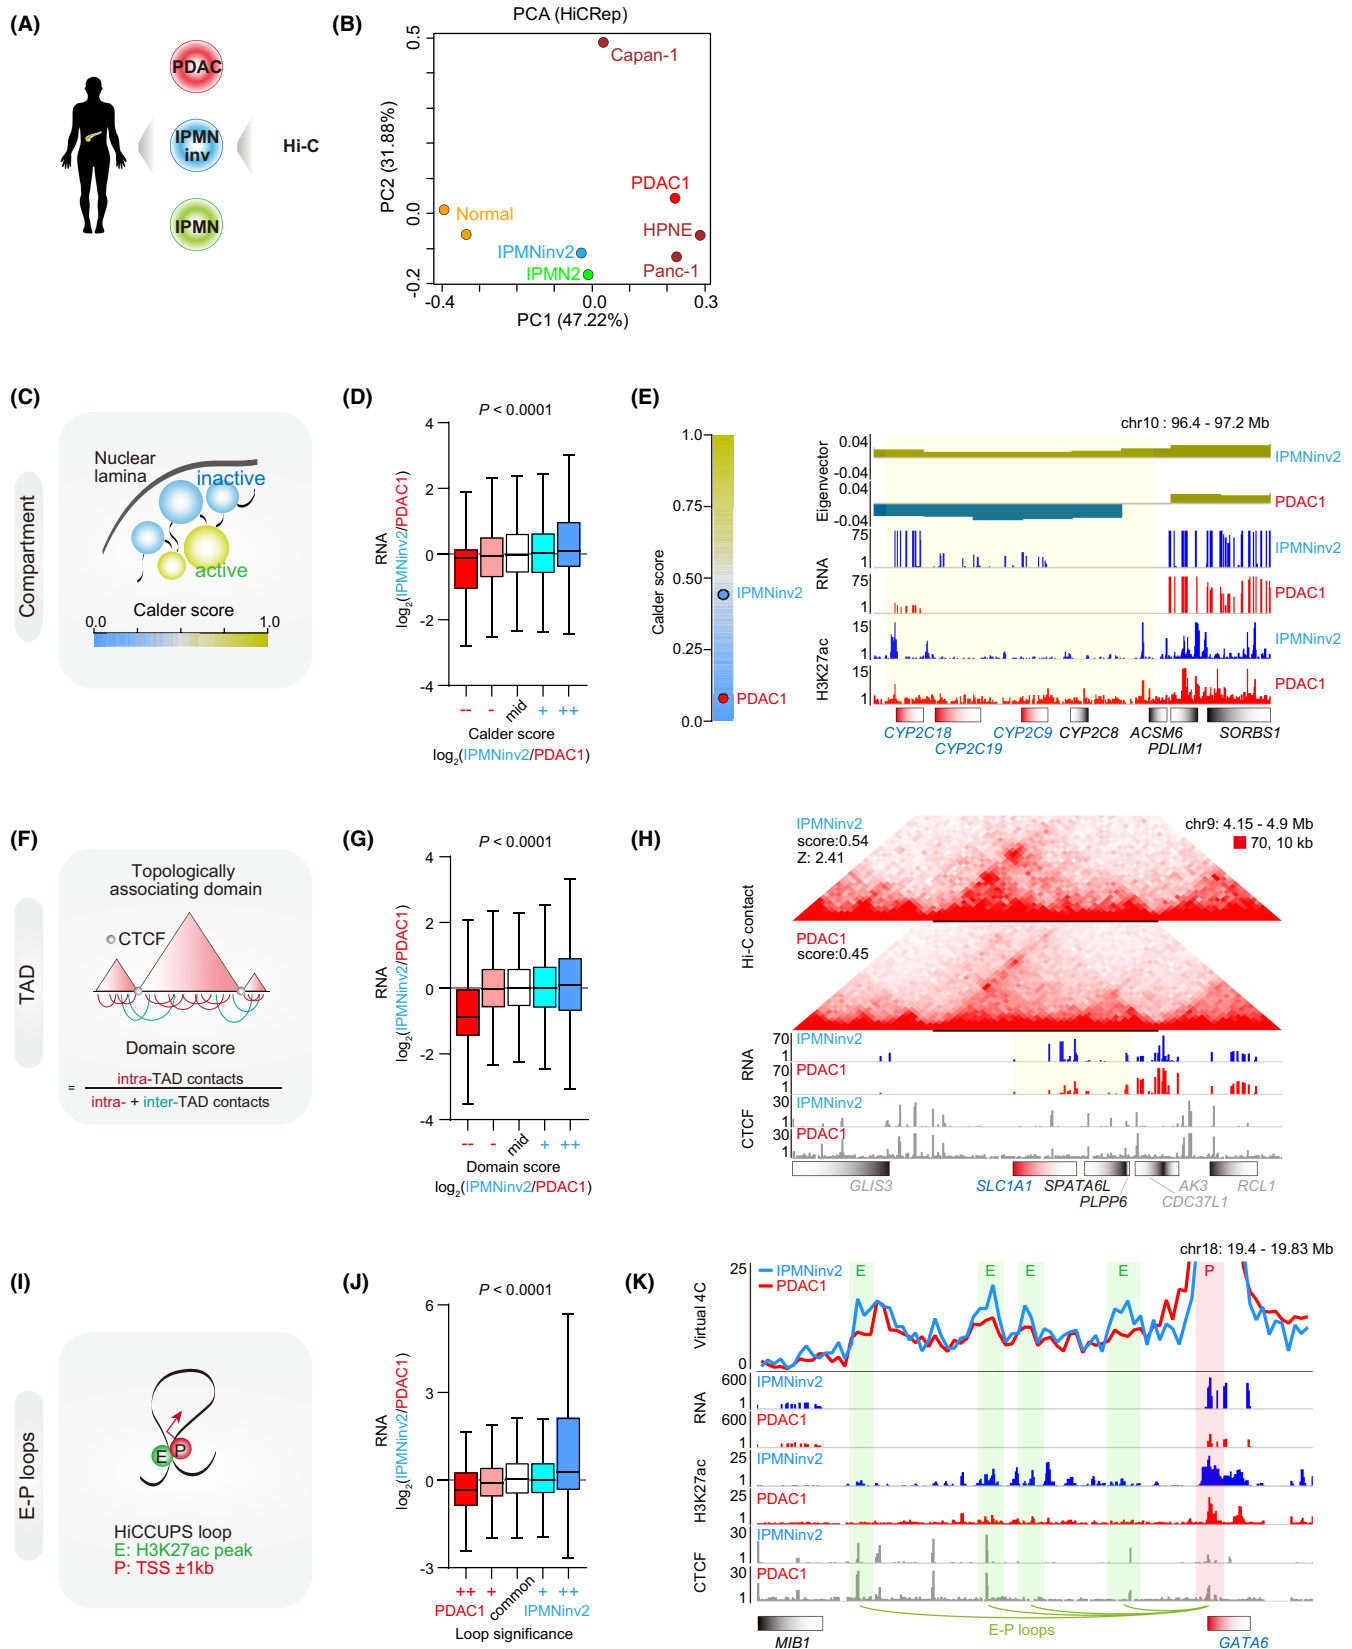 (A)
PDAC
IPMN
inv
IPMN
Hi-C
(B)
PCA (HiCRep)
PC2 (31.88%)
0.5
0.0
-0.2
Capan-1
PDAC1
Normal
HPNE
IPMNinv2
Panc-1
IPMN2
-0.4
0.0
0.3
PC1 (47.22%)
Compartment
(C)
Nuclear
lamina
inactive
active
Calder score
0.0
1.0
(D)
P < 0.0001
RNA
log2(IPMNinv2/PDAC1)
4
2
0
-2
-4
--
-
mid
+
++
Calder score
log2(IPMNinv2/PDAC1)
(E)
Calder score
1.0
0.75
0.50
0.25
0.0
IPMNinv2
PDAC1
chr10 : 96.4 - 97.2 Mb
Eigenvector
0.04
-0.04
IPMNinv2
0.04
-0.04
PDAC1
RNA
75
1
IPMNinv2
75
1
PDAC1
H3K27ac
15
1
IPMNinv2
15
1
PDAC1
CYP2C18
CYP2C9
CYP2C8
ACSM6
SORBS1
CYP2C19
PDLIM1
TAD
(F)
Topologically
associating domain
CTCF
Domain score
= intra-TAD contacts
intra- + inter-TAD contacts
(G)
P < 0.0001
RNA
log2(IPMNinv2/PDAC1)
4
2
0
-2
-4
--
-
mid
+
++
Domain score
log2(IPMNinv2/PDAC1)
(H)
IPMNinv2
score:0.54
Z: 2.41
chr9: 4.15 - 4.9 Mb
70, 10 kb
Hi-C contact
PDAC1
score:0.45
RNA
70
1
IPMNinv2
70
1
PDAC1
CTCF
30
1
IPMNinv2
30
1
PDAC1
GLIS3
SLC1A1
SPATA6L
AK3
RCL1
PLPP6
CDC37L1
E-P loops
(I)
E
P
HiCCUPS loop
E: H3K27ac peak
P: TSS ±1kb
(J)
P < 0.0001
RNA
log2(IPMNinv2/PDAC1)
6
3
0
-3
++
+
common
+
++
PDAC1
IPMNinv2
Loop significance
(K)
chr18: 19.4 - 19.83 Mb
Virtual 4C
25
0
IPMNinv2
PDAC1
E
E
E
E
P
RNA
600
1
IPMNinv2
600
1
PDAC1
H3K27ac
25
1
IPMNinv2
25
1
PDAC1
CTCF
30
1
IPMNinv2
30
1
PDAC1
E-P loops
MIB1
GATA6